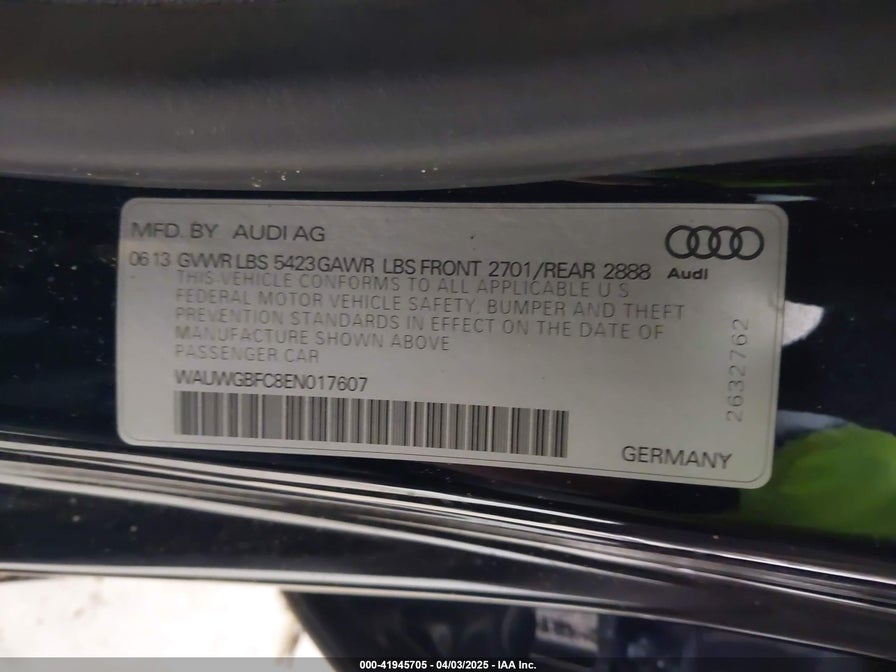 MFD. BY AUDI AG
06 13 GVWR LBS 5423 GAWR LBS FRONT 2701/REAR 2888
Audi
THIS VEHICLE CONFORMS TO ALL APPLICABLE U S
FEDERAL MOTOR VEHICLE SAFETY, BUMPER AND THEFT
PREVENTION STANDARDS IN EFFECT ON THE DATE OF
MANUFACTURE SHOWN ABOVE
PASSENGER CAR
WAUWGBFC8EN017607
2632762
GERMANY
000-41945705 - 04/03/2025 - IAA Inc.